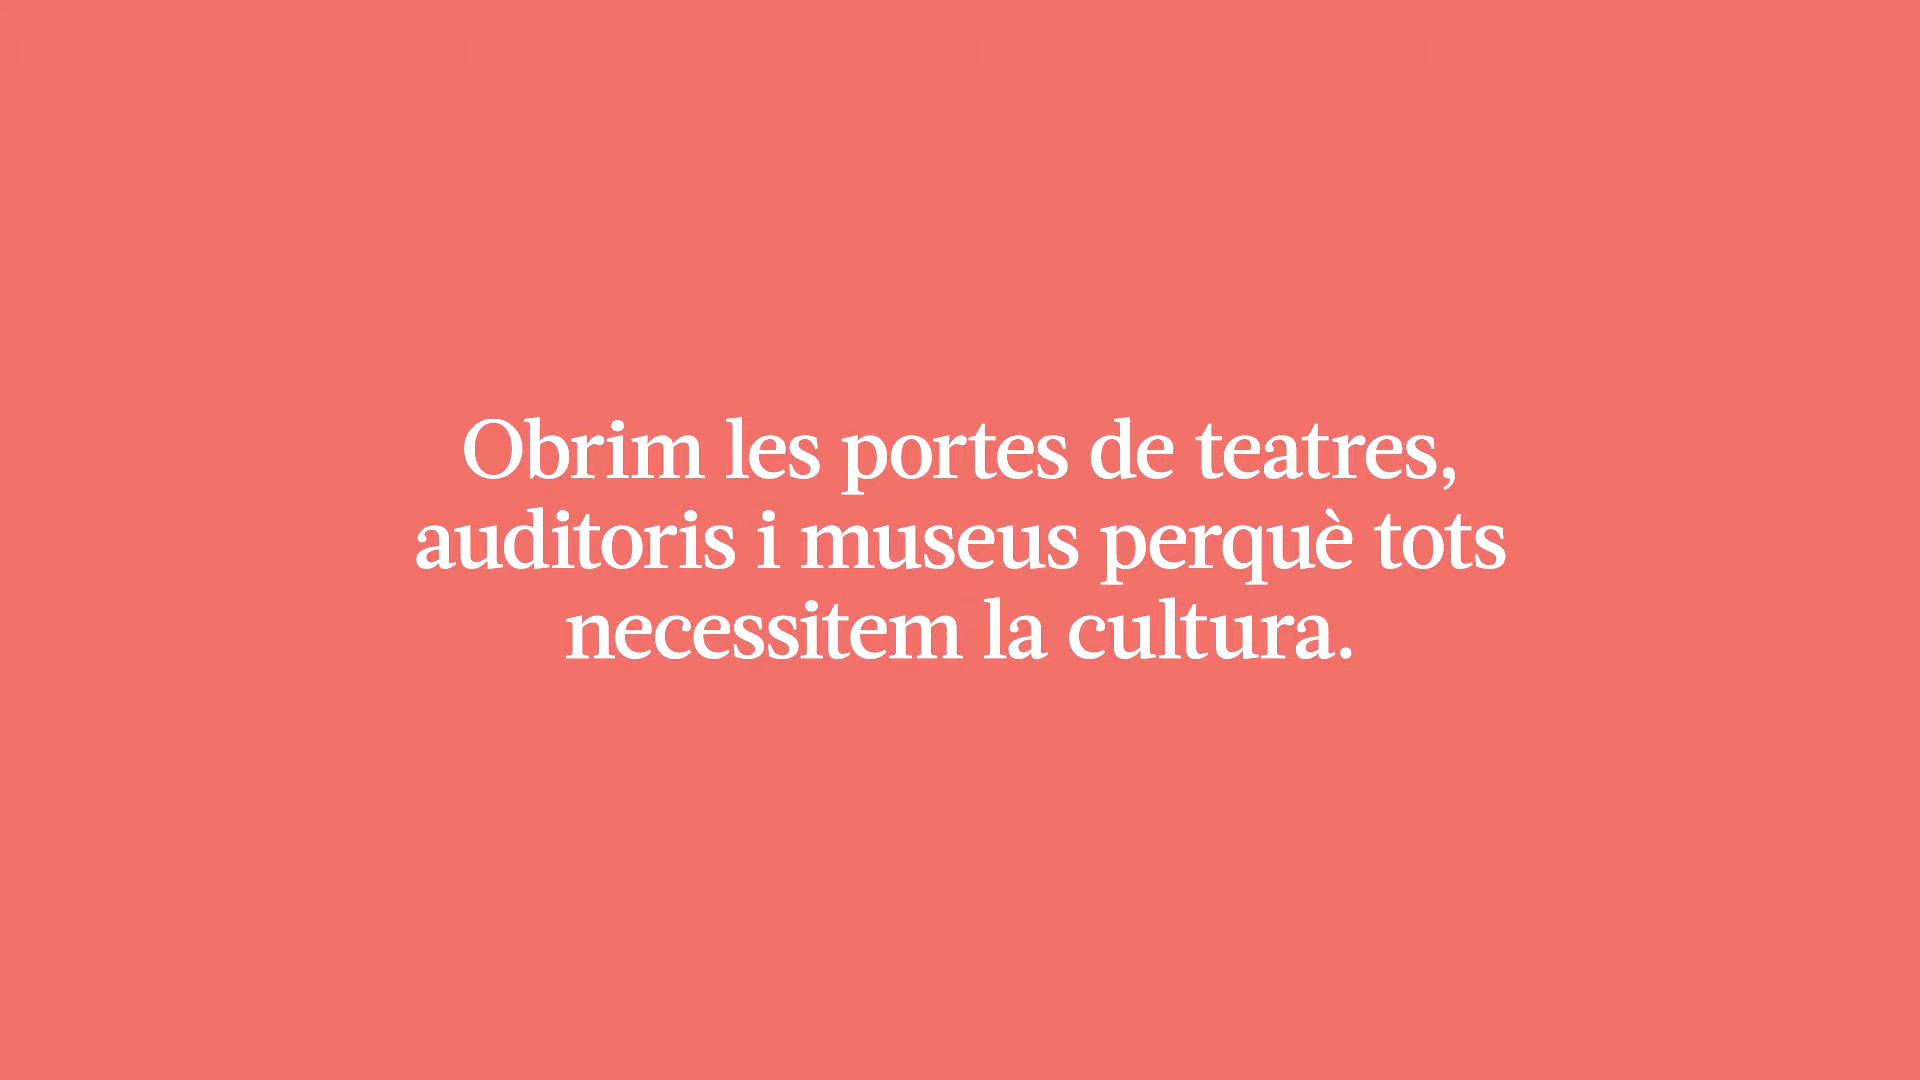 Obrim les portes de teatres,
auditoris i museus perquè tots
necessitem la cultura.